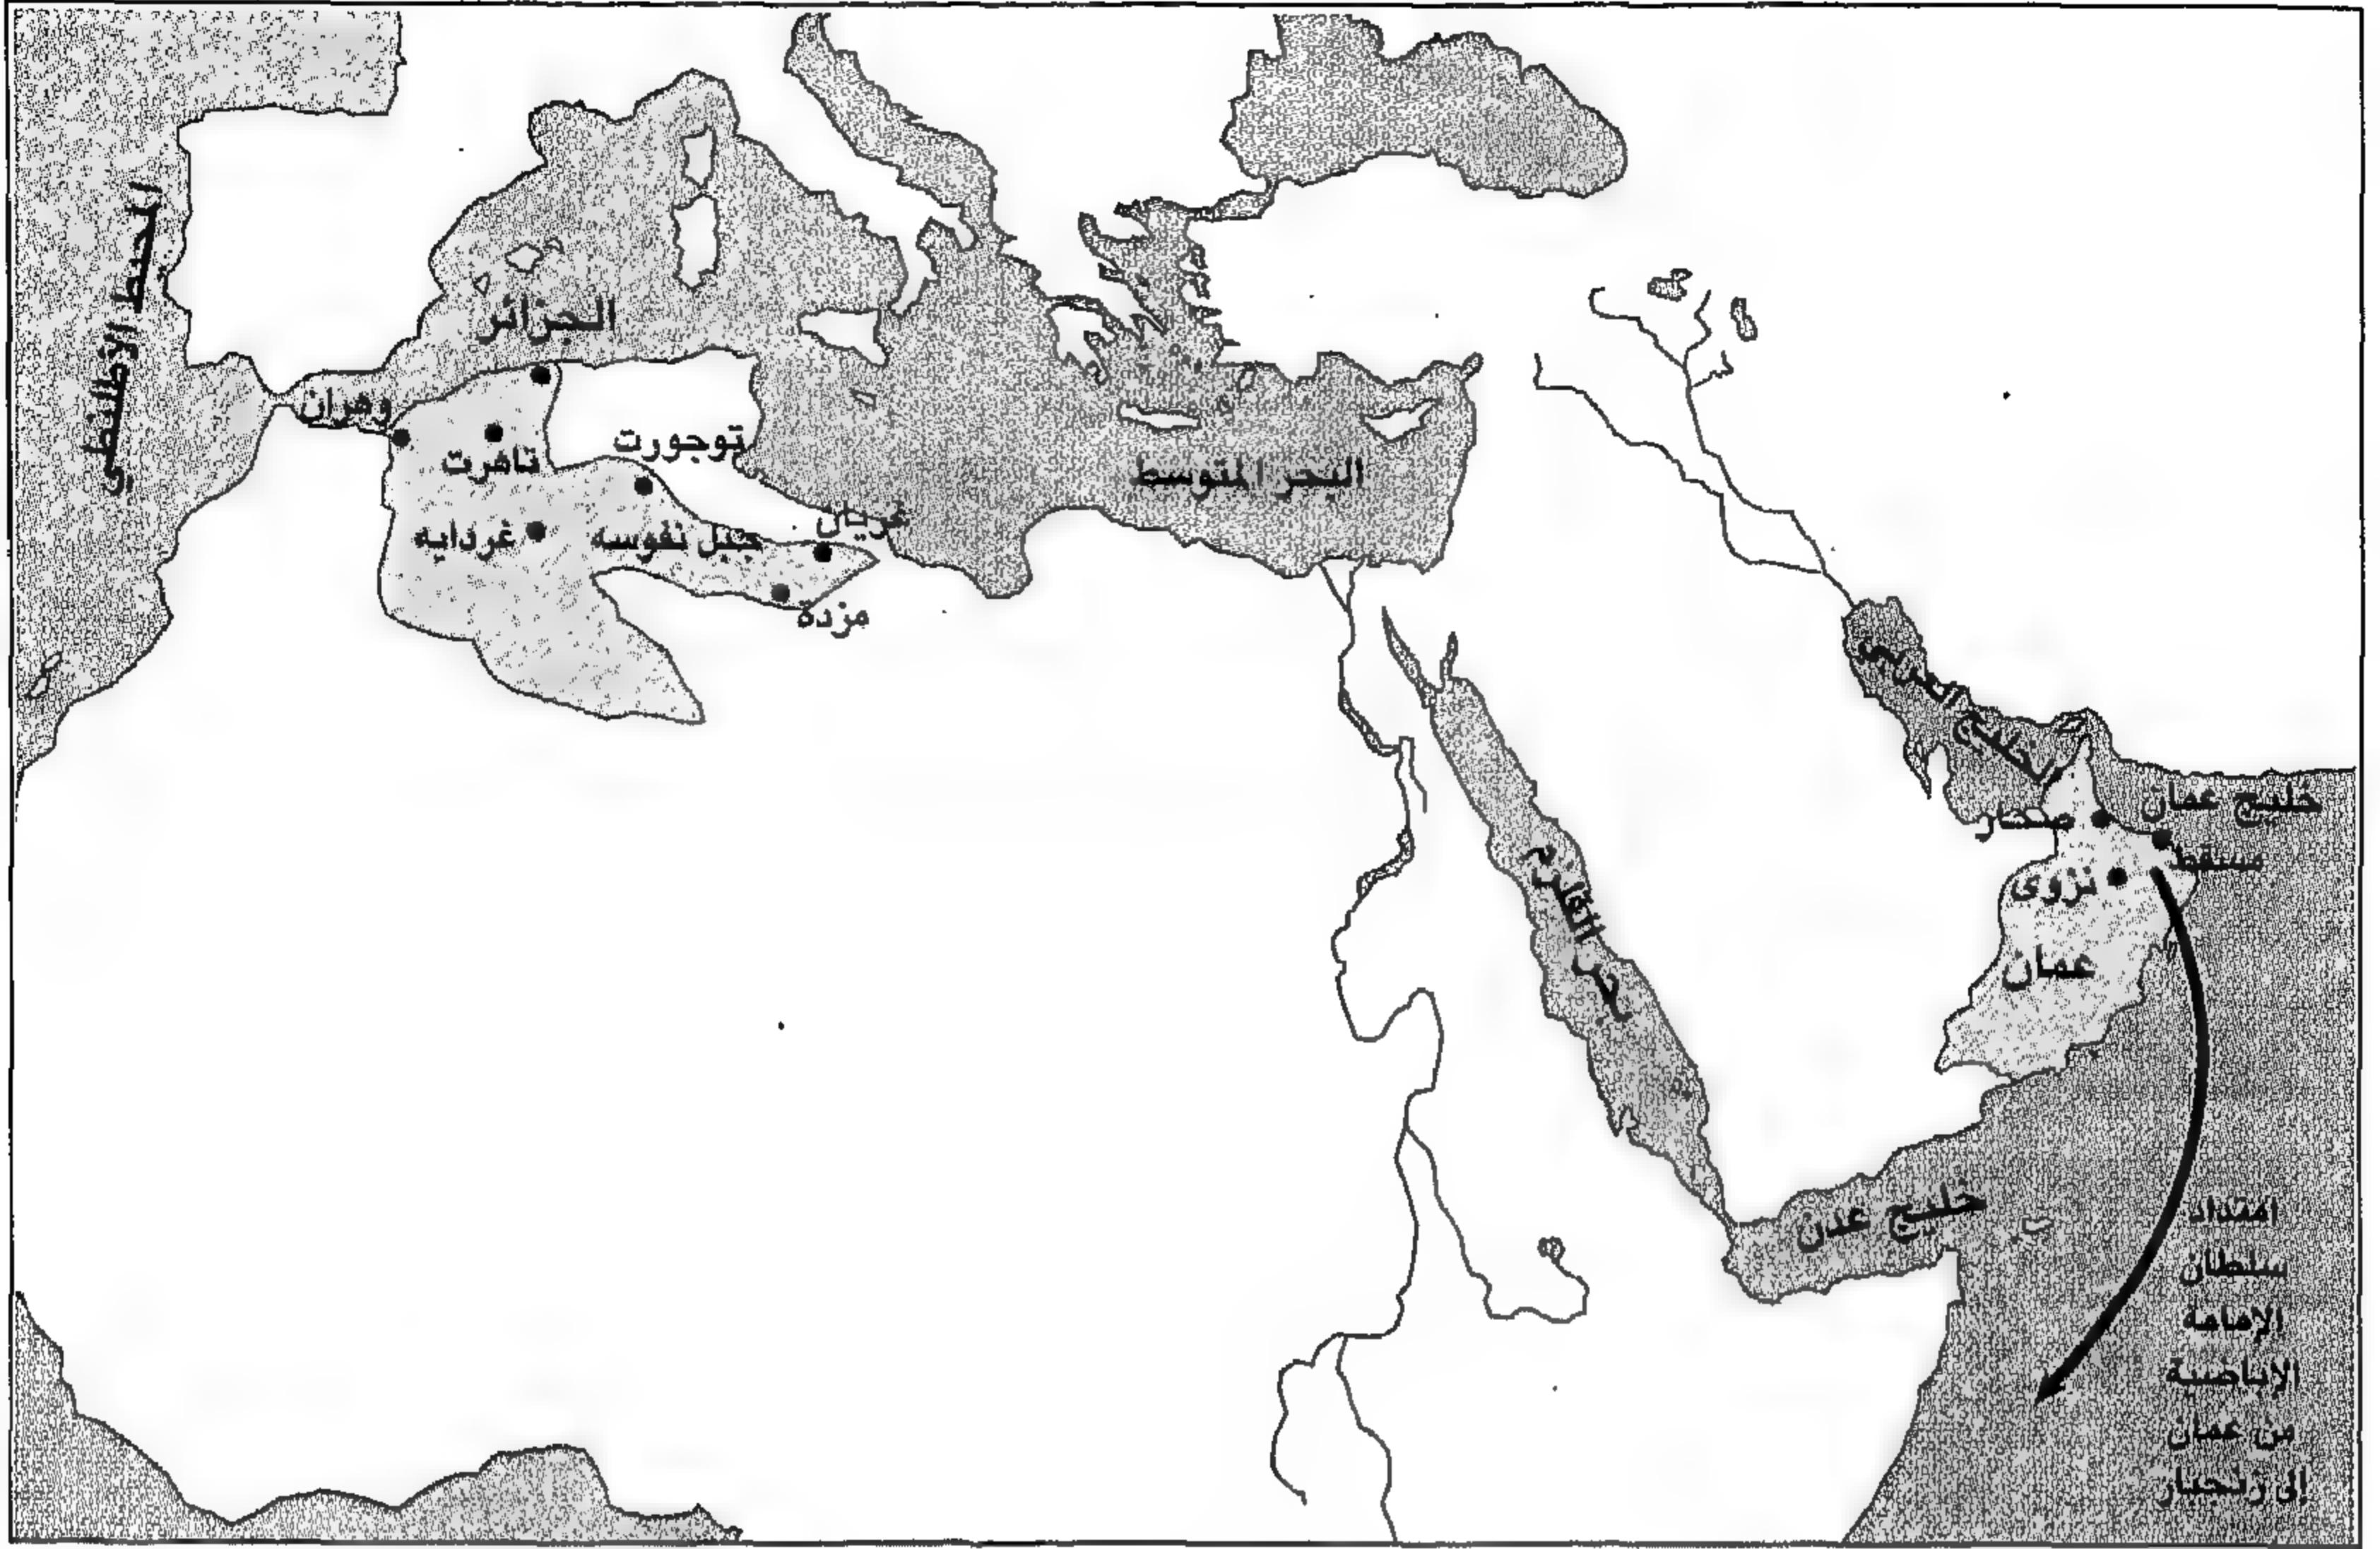 المحيط الأطلنطي
الجزائر
وهران
تاهرت
توجورت
غردايه
جبل نفوسه
غريان
مزدة
البحر المتوسط
الخليج العربي
خليج عمان
صحار
مسقط
نزوى
عمان
بحر القلزم
خليج عدن
امتداد
سلطان
الإمامة
الإباضية
من عمان
إلى زنجبار